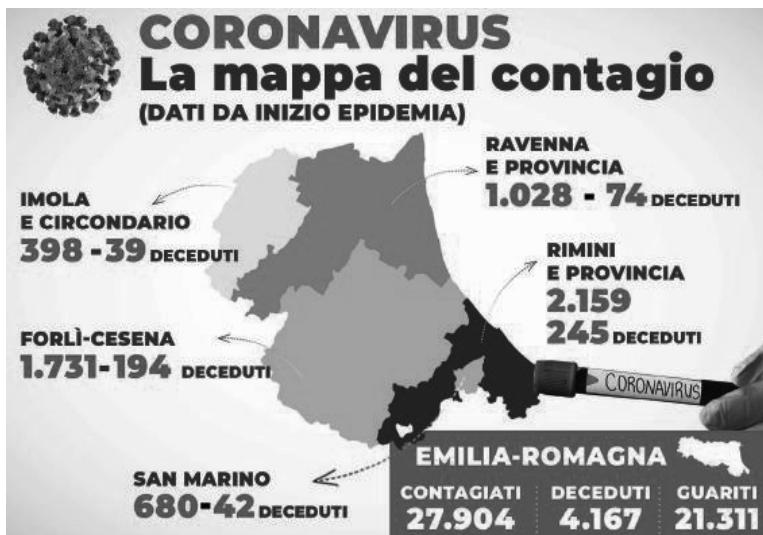 CORONAVIRUS
La mappa del contagio
(DATI DA INIZIO EPIDEMIA)
RAVENNA
E PROVINCIA
1.028 - 74 DECEDUTI
IMOLA
E CIRCONDARIO
398 - 39 DECEDUTI
RIMINI
E PROVINCIA
2.159
245 DECEDUTI
FORLÌ-CESENA
1.731-194 DECEDUTI
CORONAVIRUS
SAN MARINO
680-42 DECEDUTI
EMILIA-ROMAGNA
CONTAGIATI DECEDUTI GUARITI
27.904 4.167 21.311